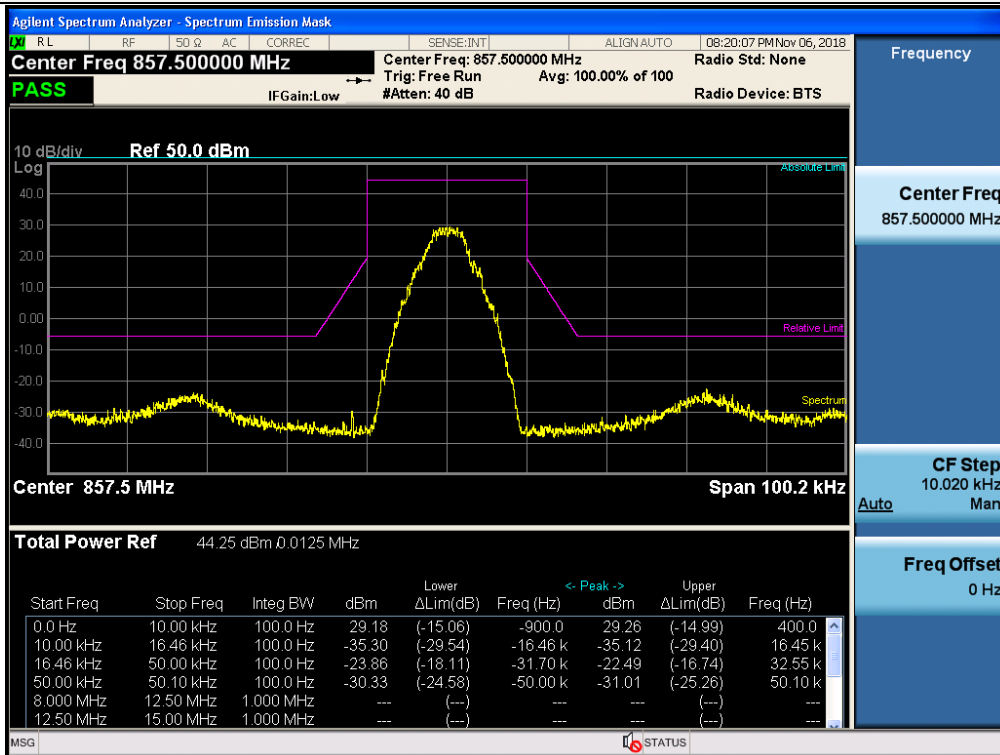 Agilent Spectrum Analyzer - Spectrum Emission Mask
LXI RL RF 50 Ω AC CORREC SENSE:INT ALIGN AUTO 08:20:07 PM Nov 06, 2018
Center Freq 857.500000 MHz Center Freq: 857.500000 MHz Radio Std: None
Trig: Free Run Avg: 100.00% of 100
PASS IFGain:Low #Atten: 40 dB Radio Device: BTS
10 dB/div Ref 50.0 dBm
Log
Absolute Limit
40.0
30.0
20.0
10.0
0.00
Relative Limit
-10.0
-20.0
Spectrum
-30.0
-40.0
Center 857.5 MHz Span 100.2 kHz
Total Power Ref 44.25 dBm / 0.0125 MHz
Lower <- Peak -> Upper
Start Freq Stop Freq Integ BW dBm ΔLim(dB) Freq (Hz) dBm ΔLim(dB) Freq (Hz)
0.0 Hz 10.00 kHz 100.0 Hz 29.18 (-15.06) -900.0 29.26 (-14.99) 400.0
10.00 kHz 16.46 kHz 100.0 Hz -35.30 (-29.54) -16.46 k -35.12 (-29.40) 16.45 k
16.46 kHz 50.00 kHz 100.0 Hz -23.86 (-18.11) -31.70 k -22.49 (-16.74) 32.55 k
50.00 kHz 50.10 kHz 100.0 Hz -30.33 (-24.58) -50.00 k -31.01 (-25.26) 50.10 k
8.000 MHz 12.50 MHz 1.000 MHz --- (---) --- --- (---) ---
12.50 MHz 15.00 MHz 1.000 MHz --- (---) --- --- (---) ---
MSG STATUS
Frequency
Center Freq
857.500000 MHz
CF Step
10.020 kHz
Auto Man
Freq Offset
0 Hz